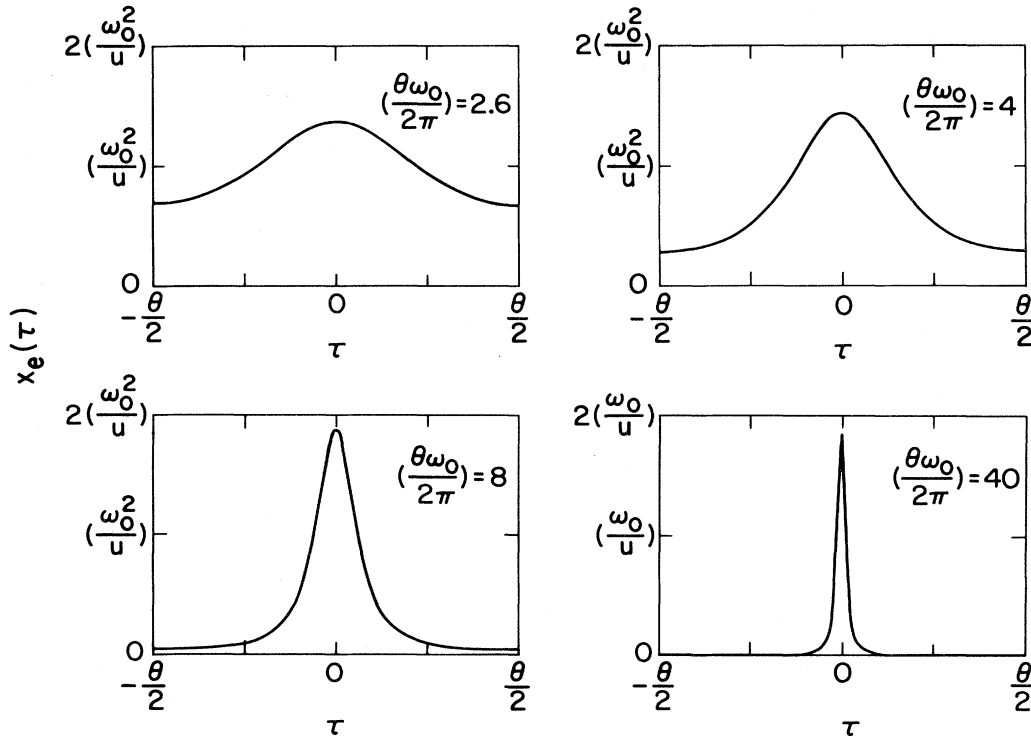 2(ω₀²/u)
(θω₀/2π)=2.6
(ω₀²/u)
0
-θ/2
0
θ/2
τ
2(ω₀²/u)
(θω₀/2π)=4
(ω₀²/u)
0
-θ/2
0
θ/2
τ
xₑ(τ)
2(ω₀²/u)
(θω₀/2π)=8
(ω₀²/u)
0
-θ/2
0
θ/2
τ
2(ω₀/u)
(θω₀/2π)=40
(ω₀/u)
0
-θ/2
0
θ/2
τ